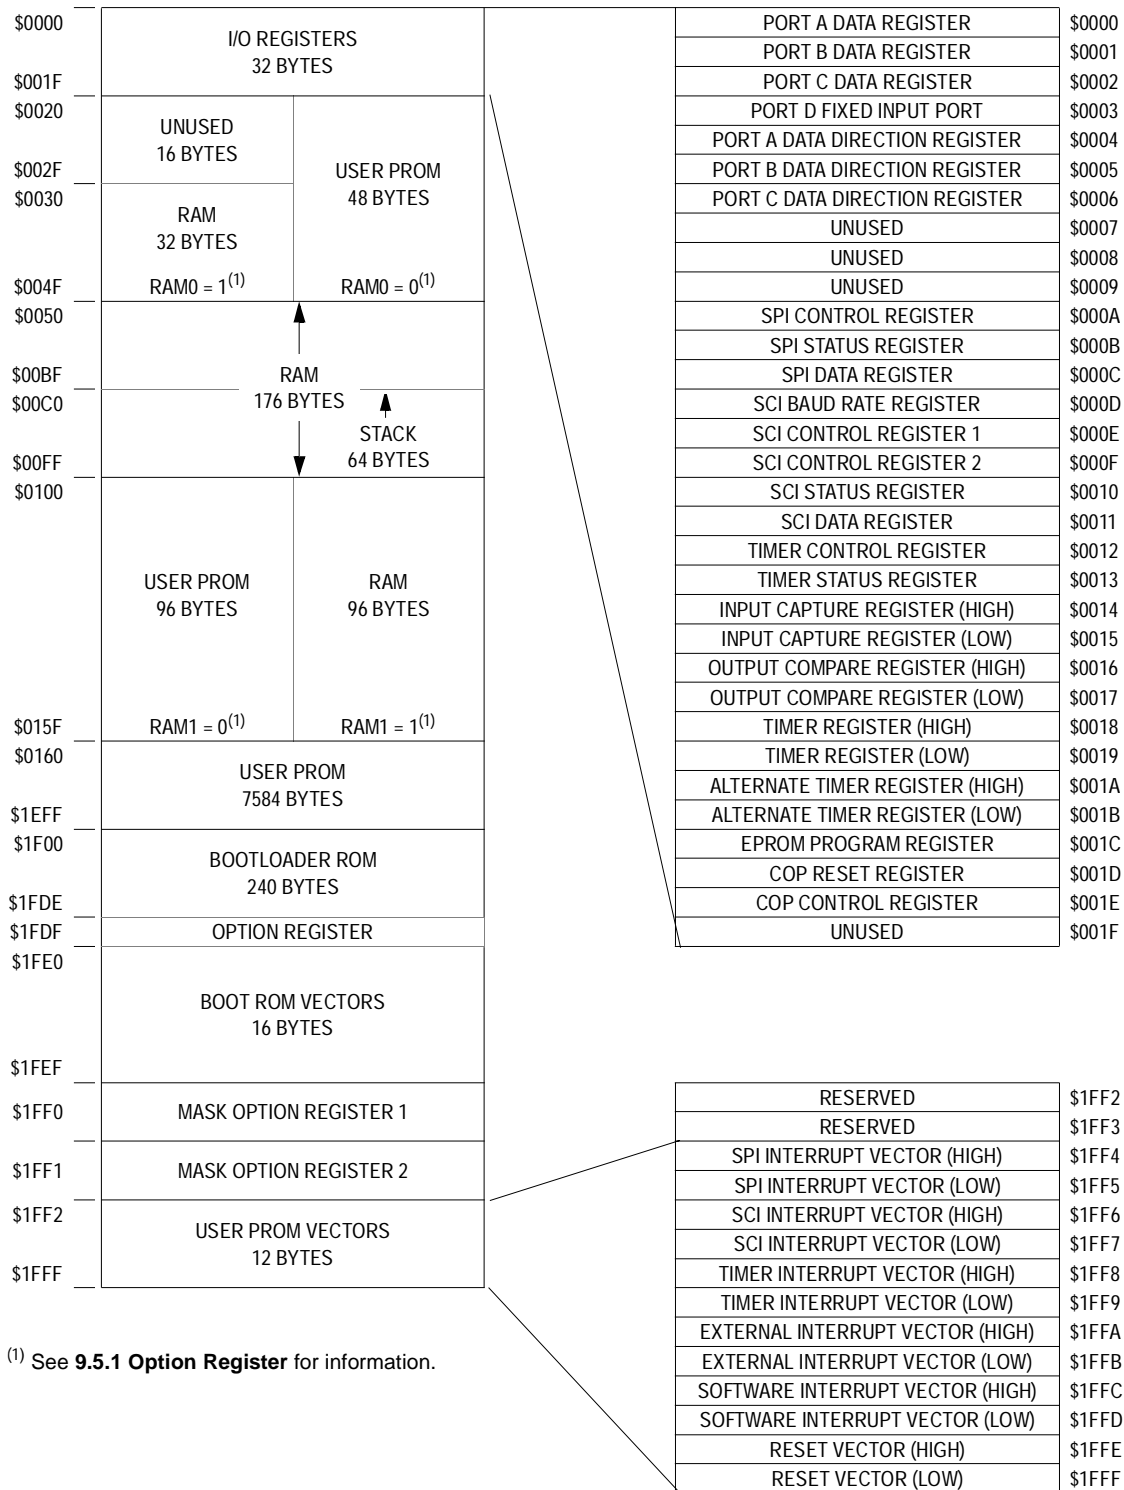 $0000
I/O REGISTERS
32 BYTES
$001F
$0020
UNUSED
16 BYTES
$002F
USER PROM
48 BYTES
$0030
RAM
32 BYTES
$004F
RAM0 = 1(1)
RAM0 = 0(1)
$0050
$00BF
RAM
176 BYTES
$00C0
STACK
64 BYTES
$00FF
$0100
USER PROM
96 BYTES
RAM
96 BYTES
$015F
RAM1 = 0(1)
RAM1 = 1(1)
$0160
USER PROM
7584 BYTES
$1EFF
$1F00
BOOTLOADER ROM
240 BYTES
$1FDE
$1FDF
OPTION REGISTER
$1FE0
BOOT ROM VECTORS
16 BYTES
$1FEF
$1FF0
MASK OPTION REGISTER 1
$1FF1
MASK OPTION REGISTER 2
$1FF2
USER PROM VECTORS
12 BYTES
$1FFF
(1) See 9.5.1 Option Register for information.
PORT A DATA REGISTER $0000
PORT B DATA REGISTER $0001
PORT C DATA REGISTER $0002
PORT D FIXED INPUT PORT $0003
PORT A DATA DIRECTION REGISTER $0004
PORT B DATA DIRECTION REGISTER $0005
PORT C DATA DIRECTION REGISTER $0006
UNUSED $0007
UNUSED $0008
UNUSED $0009
SPI CONTROL REGISTER $000A
SPI STATUS REGISTER $000B
SPI DATA REGISTER $000C
SCI BAUD RATE REGISTER $000D
SCI CONTROL REGISTER 1 $000E
SCI CONTROL REGISTER 2 $000F
SCI STATUS REGISTER $0010
SCI DATA REGISTER $0011
TIMER CONTROL REGISTER $0012
TIMER STATUS REGISTER $0013
INPUT CAPTURE REGISTER (HIGH) $0014
INPUT CAPTURE REGISTER (LOW) $0015
OUTPUT COMPARE REGISTER (HIGH) $0016
OUTPUT COMPARE REGISTER (LOW) $0017
TIMER REGISTER (HIGH) $0018
TIMER REGISTER (LOW) $0019
ALTERNATE TIMER REGISTER (HIGH) $001A
ALTERNATE TIMER REGISTER (LOW) $001B
EPROM PROGRAM REGISTER $001C
COP RESET REGISTER $001D
COP CONTROL REGISTER $001E
UNUSED $001F
RESERVED $1FF2
RESERVED $1FF3
SPI INTERRUPT VECTOR (HIGH) $1FF4
SPI INTERRUPT VECTOR (LOW) $1FF5
SCI INTERRUPT VECTOR (HIGH) $1FF6
SCI INTERRUPT VECTOR (LOW) $1FF7
TIMER INTERRUPT VECTOR (HIGH) $1FF8
TIMER INTERRUPT VECTOR (LOW) $1FF9
EXTERNAL INTERRUPT VECTOR (HIGH) $1FFA
EXTERNAL INTERRUPT VECTOR (LOW) $1FFB
SOFTWARE INTERRUPT VECTOR (HIGH) $1FFC
SOFTWARE INTERRUPT VECTOR (LOW) $1FFD
RESET VECTOR (HIGH) $1FFE
RESET VECTOR (LOW) $1FFF